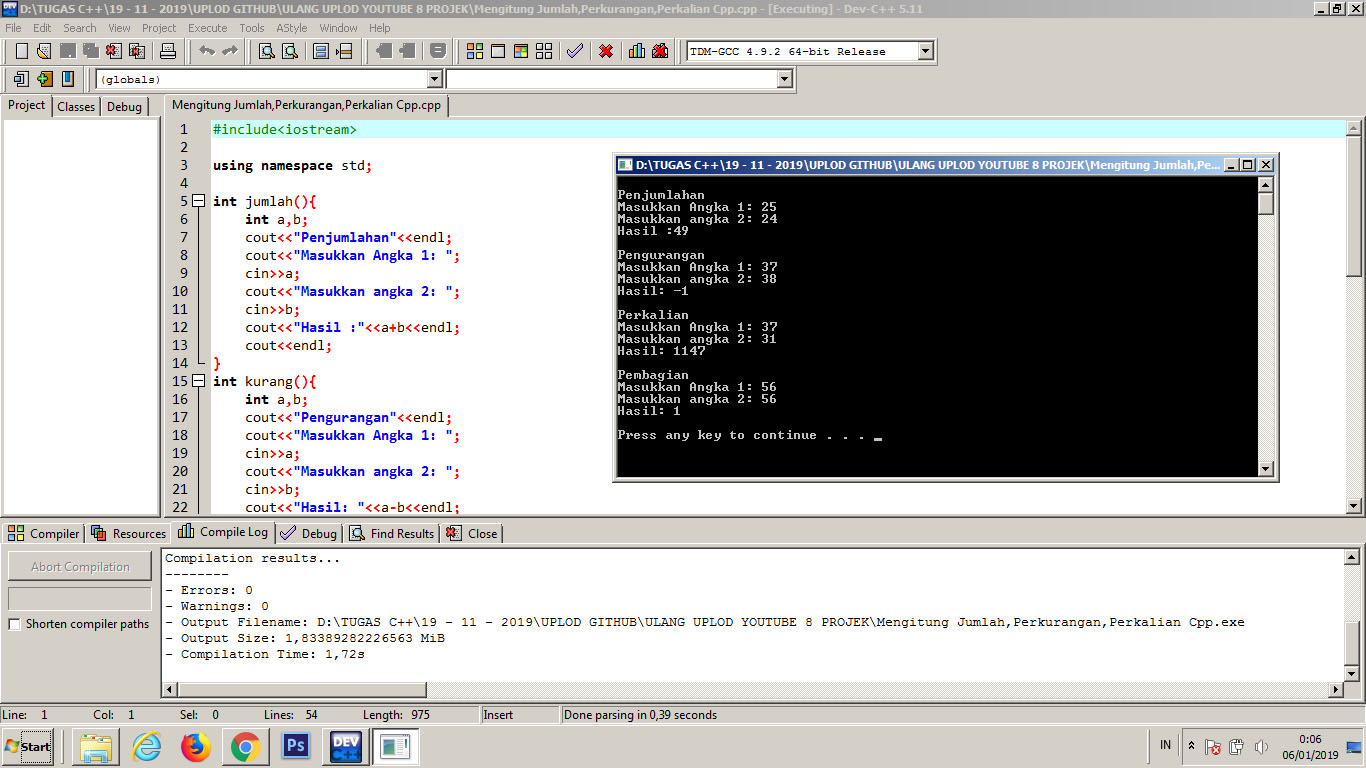 D:\TUGAS C++\19 - 11 - 2019\UPLOD GITHUB\ULANG UPLOD YOUTUBE 8 PROJEK\Mengitung Jumlah,Perkurangan,Perkalian Cpp.cpp - [Executing] - Dev-C++ 5.11
File Edit Search View Project Execute Tools AStyle Window Help
TDM-GCC 4.9.2 64-bit Release
(globals)
Project Classes Debug
Mengitung Jumlah,Perkurangan,Perkalian Cpp.cpp
1 #include<iostream>
2
3 using namespace std;
4
5 int jumlah(){
6 int a,b;
7 cout<<"Penjumlahan"<<endl;
8 cout<<"Masukkan Angka 1: ";
9 cin>>a;
10 cout<<"Masukkan angka 2: ";
11 cin>>b;
12 cout<<"Hasil :"<<a+b<<endl;
13 cout<<endl;
14 }
15 int kurang(){
16 int a,b;
17 cout<<"Pengurangan"<<endl;
18 cout<<"Masukkan Angka 1: ";
19 cin>>a;
20 cout<<"Masukkan angka 2: ";
21 cin>>b;
22 cout<<"Hasil: "<<a-b<<endl;
D:\TUGAS C++\19 - 11 - 2019\UPLOD GITHUB\ULANG UPLOD YOUTUBE 8 PROJEK\Mengitung Jumlah,Pe...
Penjumlahan
Masukkan Angka 1: 25
Masukkan angka 2: 24
Hasil :49
Pengurangan
Masukkan Angka 1: 37
Masukkan angka 2: 38
Hasil: -1
Perkalian
Masukkan Angka 1: 37
Masukkan angka 2: 31
Hasil: 1147
Pembagian
Masukkan Angka 1: 56
Masukkan angka 2: 56
Hasil: 1
Press any key to continue . . . _
Compiler Resources Compile Log Debug Find Results Close
Abort Compilation
Shorten compiler paths
Compilation results...
--------
- Errors: 0
- Warnings: 0
- Output Filename: D:\TUGAS C++\19 - 11 - 2019\UPLOD GITHUB\ULANG UPLOD YOUTUBE 8 PROJEK\Mengitung Jumlah,Perkurangan,Perkalian Cpp.exe
- Output Size: 1,83389282226563 MiB
- Compilation Time: 1,72s
Line: 1 Col: 1 Sel: 0 Lines: 54 Length: 975 Insert Done parsing in 0,39 seconds
Start Ps DEV C++ IN 0:06
06/01/2019